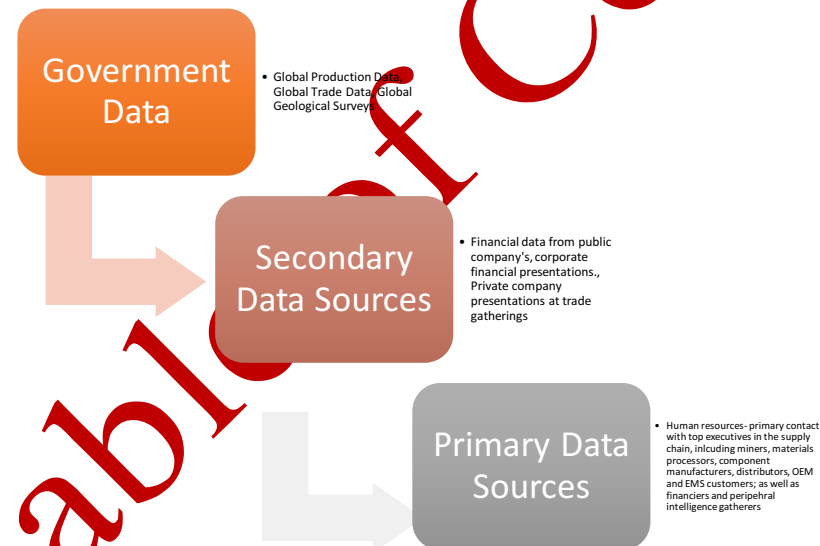 Government
Data
• Global Production Data,
Global Trade Data, Global
Geological Surveys
Secondary
Data Sources
• Financial data from public
company's, corporate
financial presentations.,
Private company
presentations at trade
gatherings
Primary Data
Sources
• Human resources- primary contact
with top executives in the supply
chain, inlcuding miners, materials
processors, component
manufacturers, distributors, OEM
and EMS customers; as well as
financiers and peripehral
intelligence gatherers
able of C